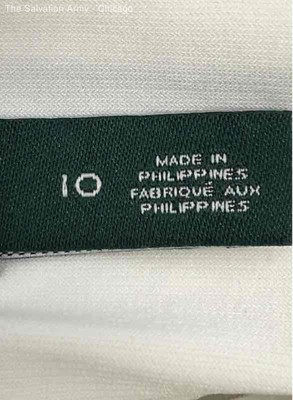 The Salvation Army - Chicago
10
MADE IN
PHILIPPINES
FABRIQUÉ AUX
PHILIPPINES